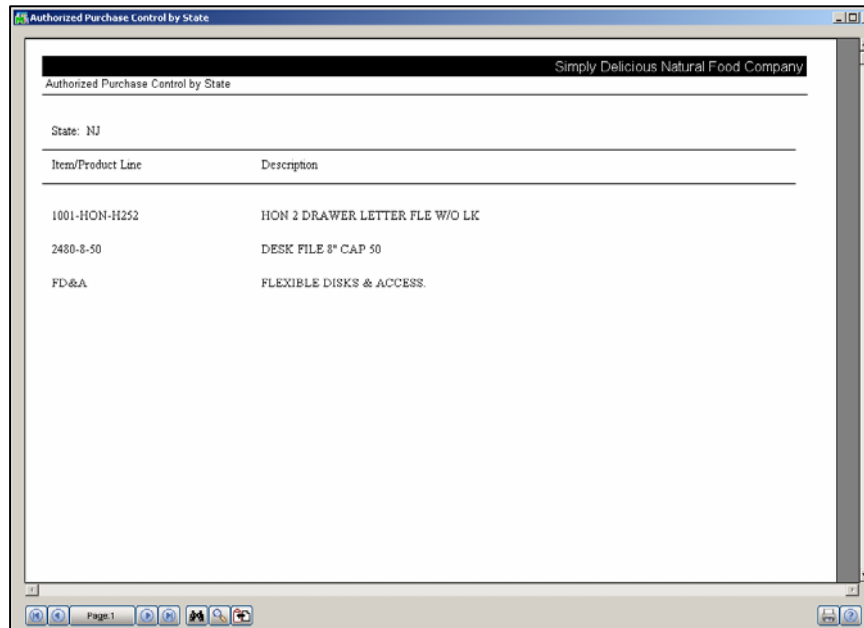 Authorized Purchase Control by State
Simply Delicious Natural Food Company
Authorized Purchase Control by State
State: NJ
Item/Product Line Description
1001-HON-H252 HON 2 DRAWER LETTER FLE W/O LK
2480-8-50 DESK FILE 8" CAP 50
FD&A FLEXIBLE DISKS & ACCESS.
Page:1